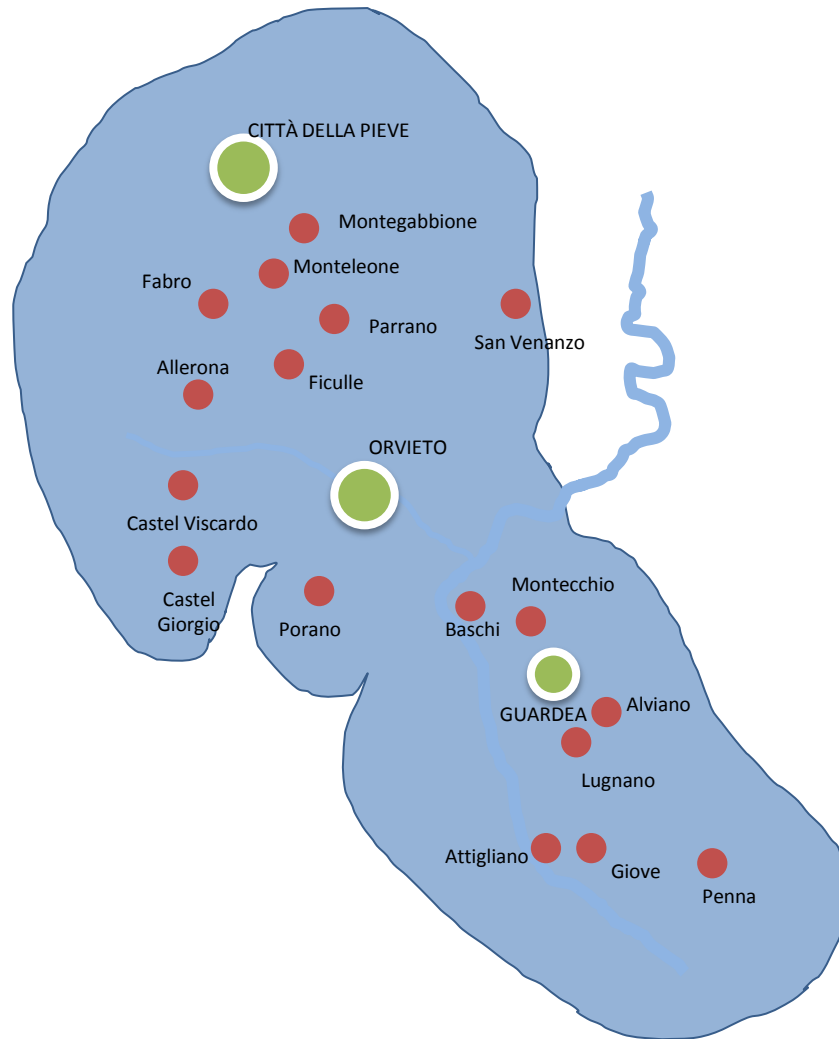 CITTÀ DELLA PIEVE
Montegabbione
Monteleone
Fabro
Parrano
San Venanzo
Allerona
Ficulle
ORVIETO
Castel Viscardo
Montecchio
Castel
Giorgio
Porano
Baschi
GUARDEA
Alviano
Lugnano
Attigliano
Giove
Penna